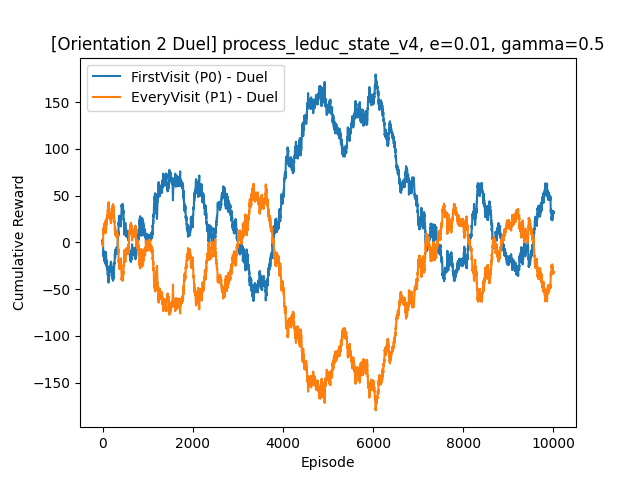 [Orientation 2 Duel] process_leduc_state_v4, e=0.01, gamma=0.5
FirstVisit (P0) - Duel
EveryVisit (P1) - Duel
150
100
50
0
−50
−100
−150
Cumulative Reward
0
2000
4000
6000
8000
10000
Episode